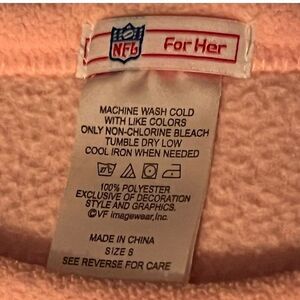 NFL For Her
MACHINE WASH COLD
WITH LIKE COLORS
ONLY NON-CHLORINE BLEACH
TUMBLE DRY LOW
COOL IRON WHEN NEEDED
100% POLYESTER
EXCLUSIVE OF DECORATION
STYLE AND GRAPHICS.
©VF Imagewear, Inc.
MADE IN CHINA
SIZE S
SEE REVERSE FOR CARE